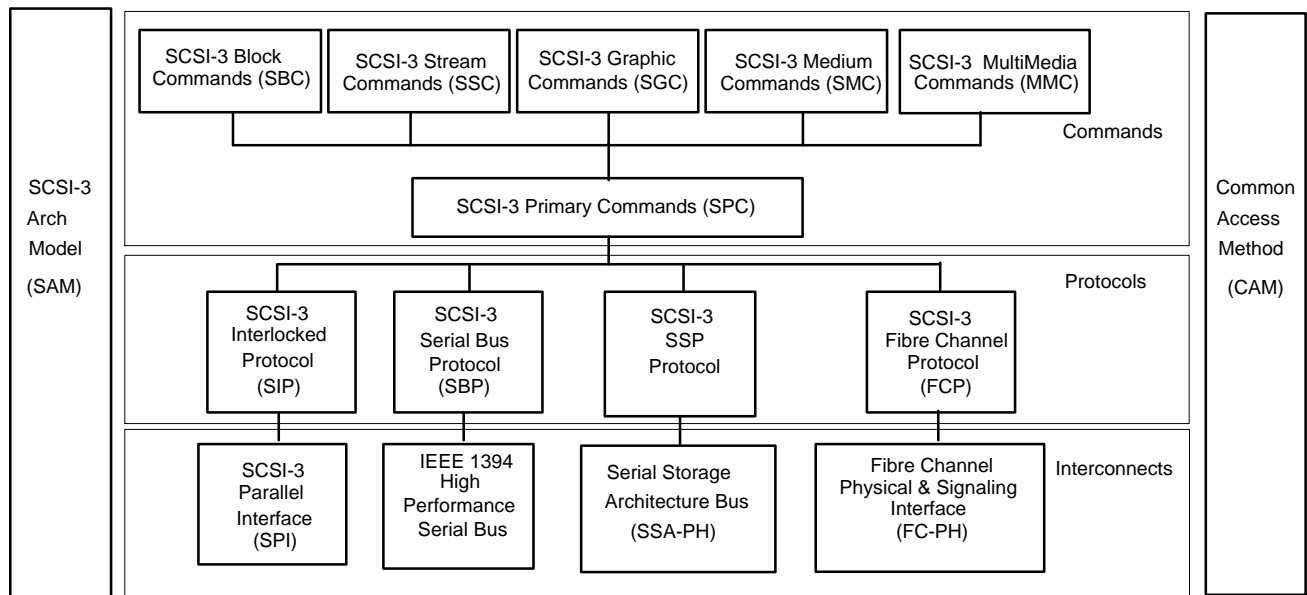 SCSI-3
Arch
Model
(SAM)
SCSI-3 Block
Commands (SBC)
SCSI-3 Stream
Commands (SSC)
SCSI-3 Graphic
Commands (SGC)
SCSI-3 Medium
Commands (SMC)
SCSI-3 MultiMedia
Commands (MMC)
Commands
SCSI-3 Primary Commands (SPC)
Protocols
SCSI-3
Interlocked
Protocol
(SIP)
SCSI-3
Serial Bus
Protocol
(SBP)
SCSI-3
SSP
Protocol
SCSI-3
Fibre Channel
Protocol
(FCP)
Interconnects
SCSI-3
Parallel
Interface
(SPI)
IEEE 1394
High
Performance
Serial Bus
Serial Storage
Architecture Bus
(SSA-PH)
Fibre Channel
Physical & Signaling
Interface
(FC-PH)
Common
Access
Method
(CAM)